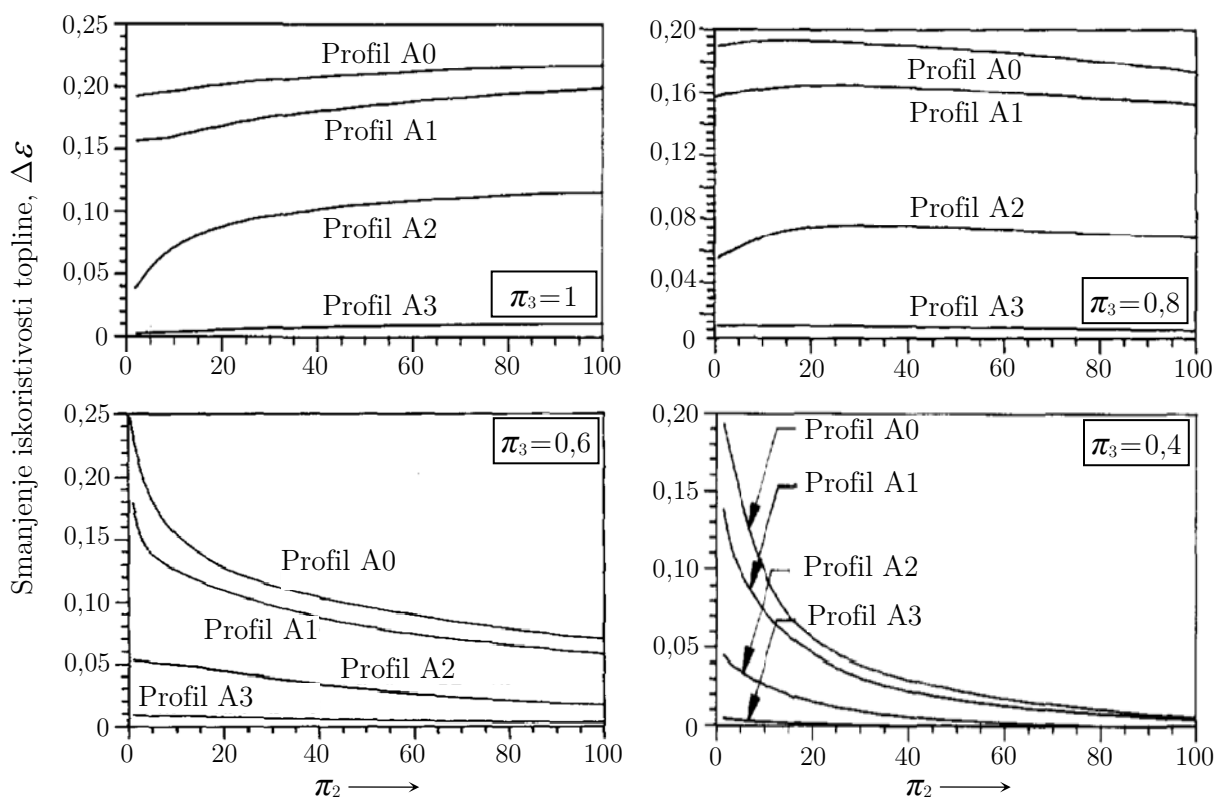 Smanjenje iskoristivosti topline, Δε
0,25
0,20
0,15
0,10
0,05
0
Profil A0
Profil A1
Profil A2
Profil A3
π₃=1
0 20 40 60 80 100
0,20
0,16
0,12
0,08
0,04
0
Profil A0
Profil A1
Profil A2
Profil A3
π₃=0,8
0 20 40 60 80 100
0,25
0,20
0,15
0,10
0,05
0
π₃=0,6
Profil A0
Profil A1
Profil A2
Profil A3
0 20 40 60 80 100
π₂ →
0,20
0,15
0,10
0,05
0
Profil A0
π₃=0,4
Profil A1
Profil A2
Profil A3
0 20 40 60 80 100
π₂ →